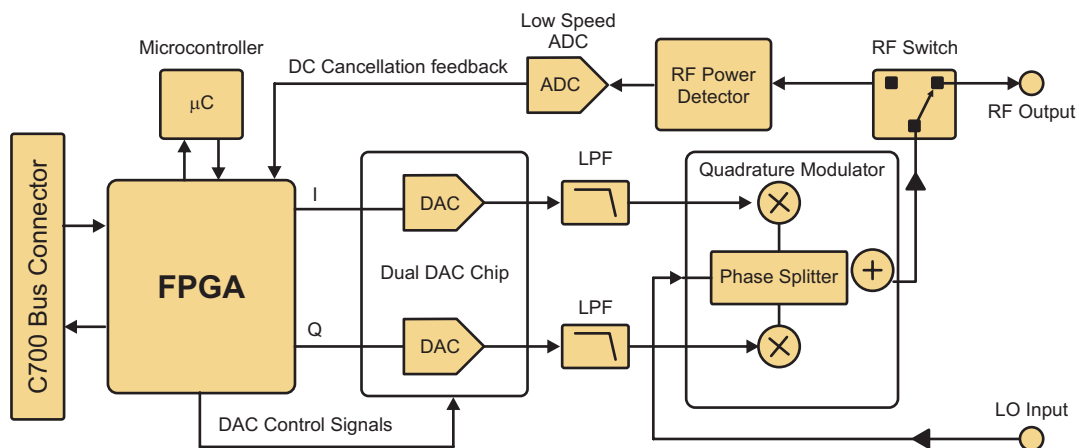 Low Speed
ADC
Microcontroller
RF Switch
DC Cancellation feedback
ADC
RF Power
Detector
RF Output
µC
C700 Bus Connector
I
LPF
Quadrature Modulator
DAC
FPGA
Dual DAC Chip
Phase Splitter
Q
LPF
DAC
DAC Control Signals
LO Input